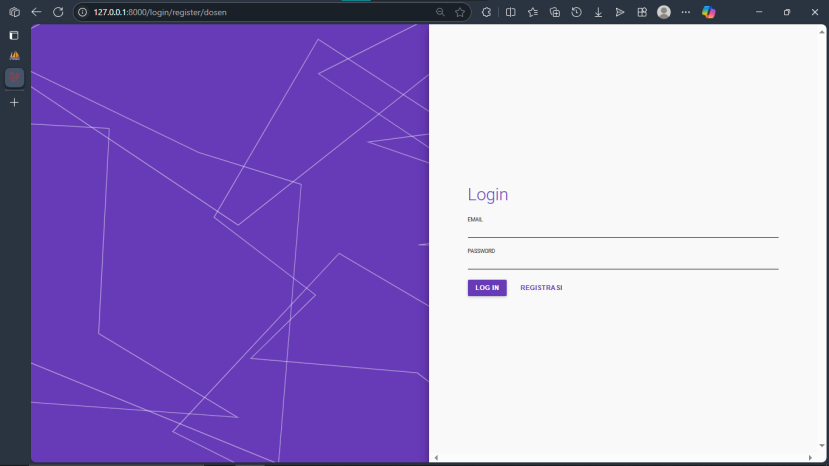 127.0.0.1:8000/login/register/dosen
Login
EMAIL
PASSWORD
LOG IN
REGISTRASI